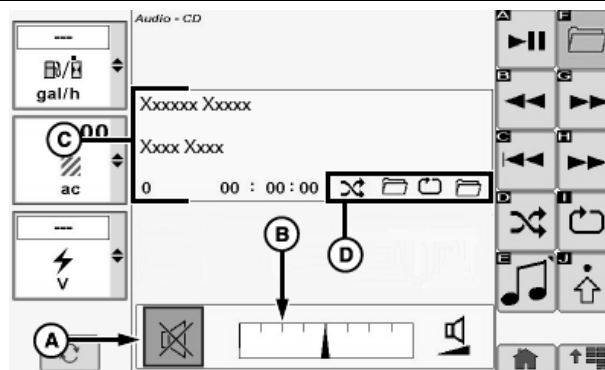 Audio - CD
---
gal/h
00
ac
---
V
Xxxxxx Xxxxx
Xxxx Xxxx
0 00 : 00 : 00
A
B
C
D
A
F
B
G
C
H
D
I
E
J